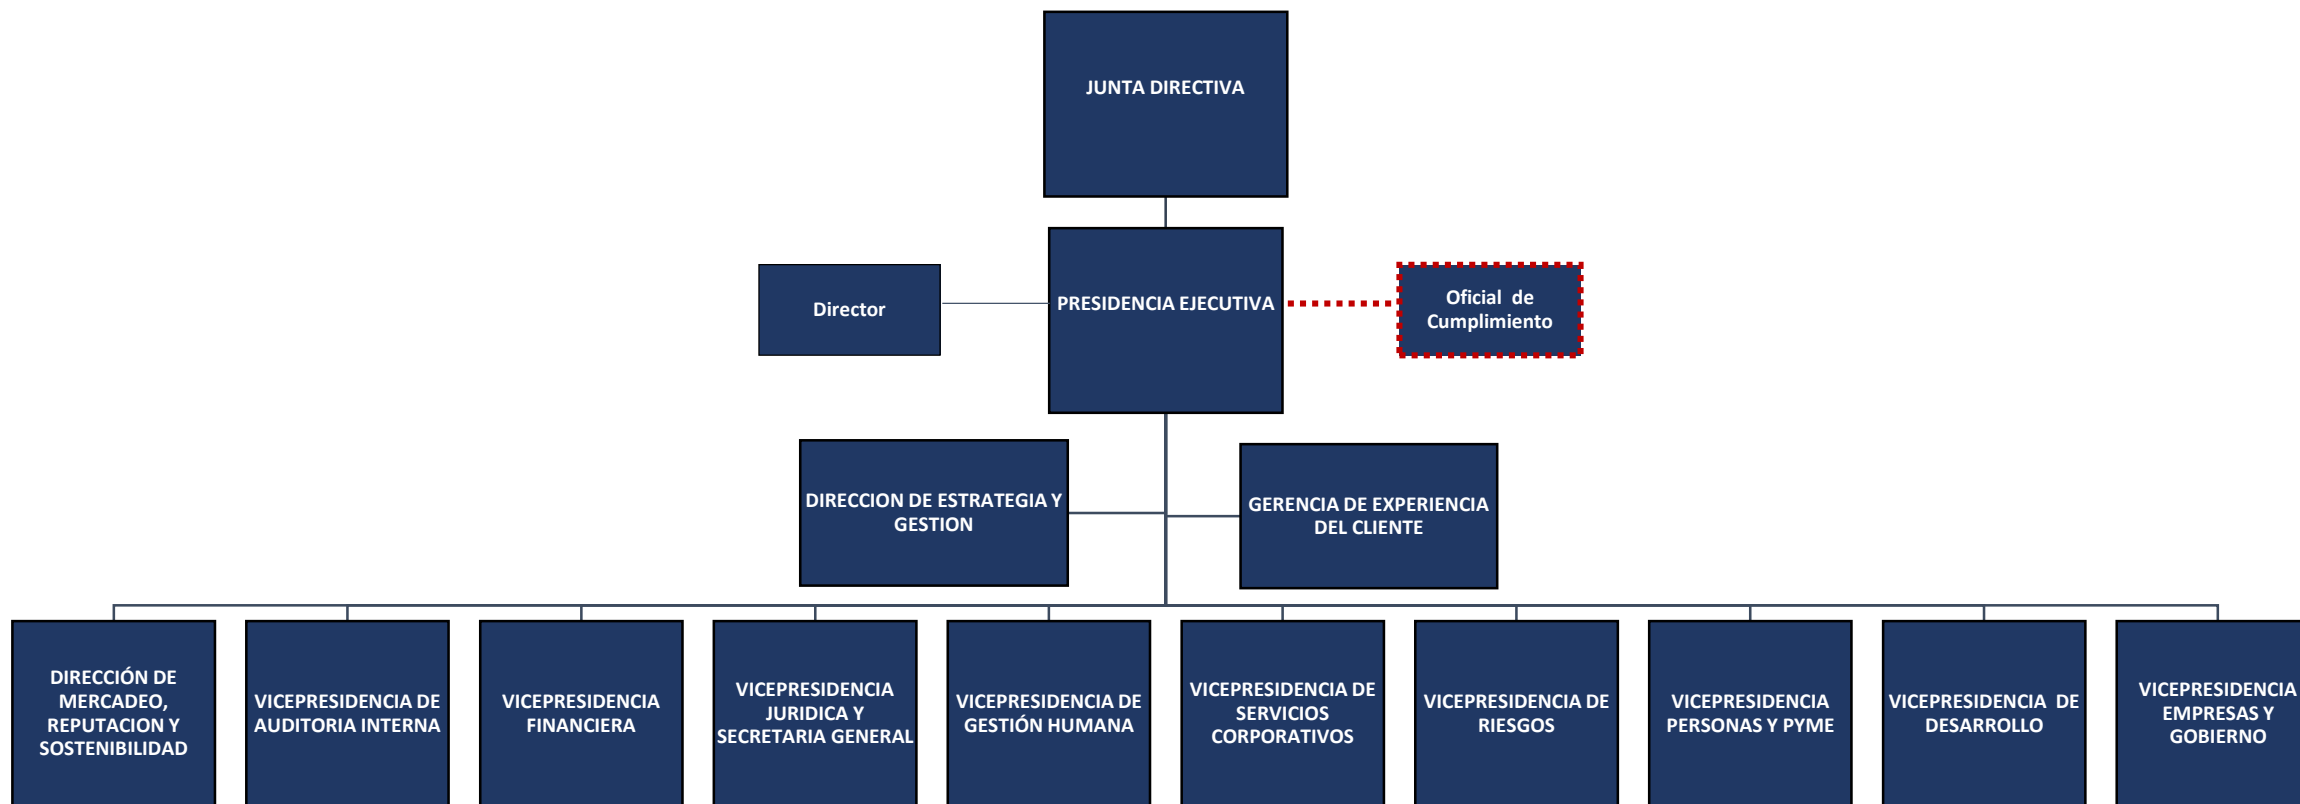 JUNTA DIRECTIVA
Director
PRESIDENCIA EJECUTIVA
Oficial de
Cumplimiento
DIRECCION DE ESTRATEGIA Y
GESTION
GERENCIA DE EXPERIENCIA
DEL CLIENTE
DIRECCIÓN DE
MERCADEO,
REPUTACION Y
SOSTENIBILIDAD
VICEPRESIDENCIA DE
AUDITORIA INTERNA
VICEPRESIDENCIA
FINANCIERA
VICEPRESIDENCIA
JURIDICA Y
SECRETARIA GENERAL
VICEPRESIDENCIA DE
GESTIÓN HUMANA
VICEPRESIDENCIA DE
SERVICIOS
CORPORATIVOS
VICEPRESIDENCIA DE
RIESGOS
VICEPRESIDENCIA
PERSONAS Y PYME
VICEPRESIDENCIA DE
DESARROLLO
VICEPRESIDENCIA
EMPRESAS Y
GOBIERNO